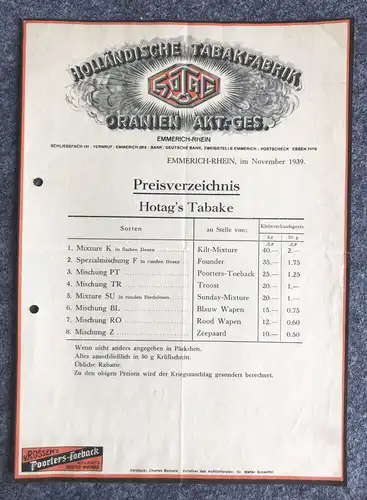 HOLLÄNDISCHE TABAKFABRIK
HOTAG
ORANIEN AKT.-GES.
EMMERICH-RHEIN
EMMERICH-RHEIN, im November 1939.
Preisverzeichnis
Hotag's Tabake
Sorten an Stelle von: Kleinverkaufspreis
kg 50 g
1. Mixture K in flachen Dosen Kilt-Mixture 40.— 2.—
2. Spezialmischung F in runden Dosen Founder 35.— 1.75
3. Mischung PT Poorters-Toeback 25.— 1.25
4. Mischung TR Troost 20.— 1.—
5. Mixture SU in runden Blechdosen Sunday-Mixture 20.— 1.—
6. Mischung BL Blauw Wapen 15.— 0.75
7. Mischung RO Rood Wapen 12.— 0.60
8. Mischung Z Zeepaard 10.— 0.50
Wenn nicht anders angegeben in Päckchen.
Alles ausschließlich in 50 g Krüllschnitt.
Übliche Rabatte.
Zu den obigen Preisen wird der Kriegszuschlag gesondert berechnet.
v. ROSSEM'S
Poorters-Toeback